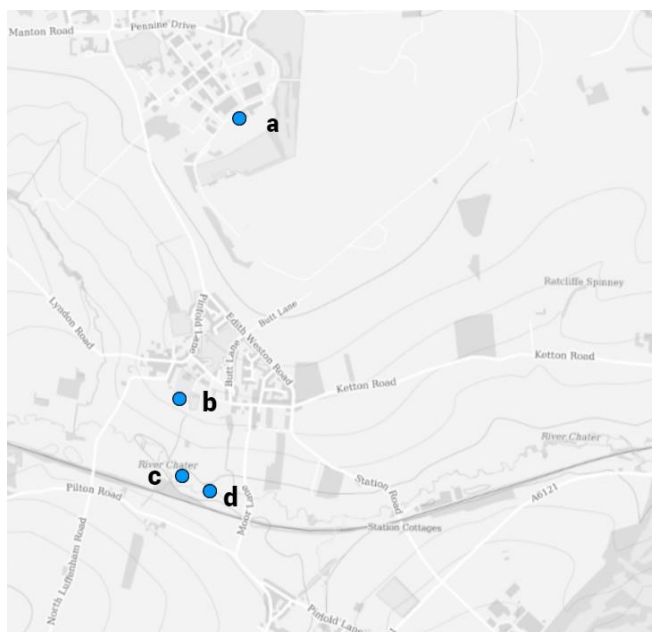 Pennine Drive
Manton Road
a
Ratcliffe Spinney
Lyndon Road
Pinfold Lane
Butt Lane
Edith Weston Road
Butt Lane
Ketton Road
Ketton Road
b
River Chater
River Chater
c
Pilton Road
d
Moor Lane
Station Road
A6121
Station Cottages
North Luffenham Road
Pinfold Lane